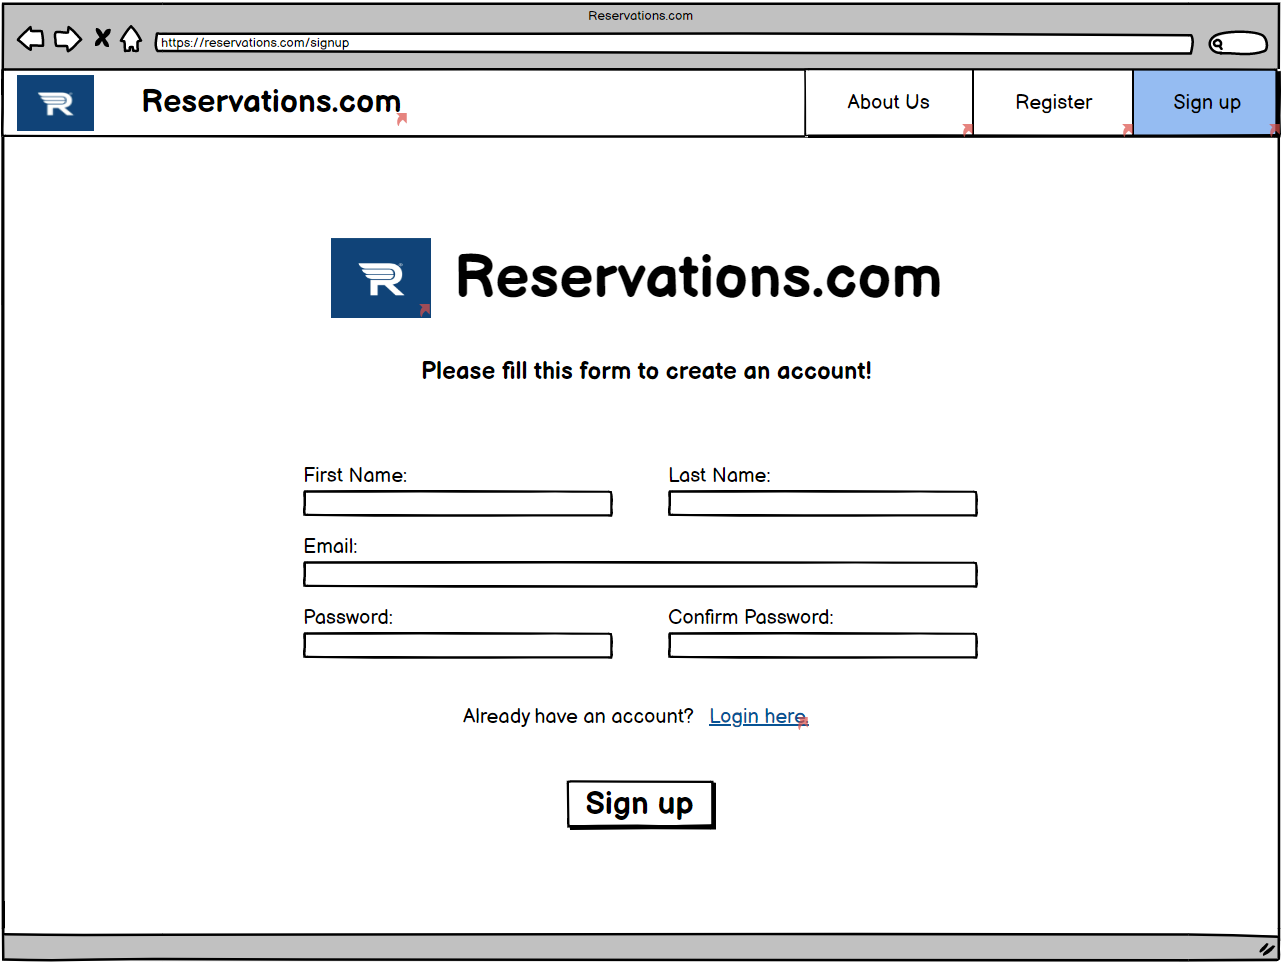 Reservations.com
https://reservations.com/signup
R
Reservations.com
About Us
Register
Sign up
R
Reservations.com
Please fill this form to create an account!
First Name:
Last Name:
Email:
Password:
Confirm Password:
Already have an account? Login here.
Sign up